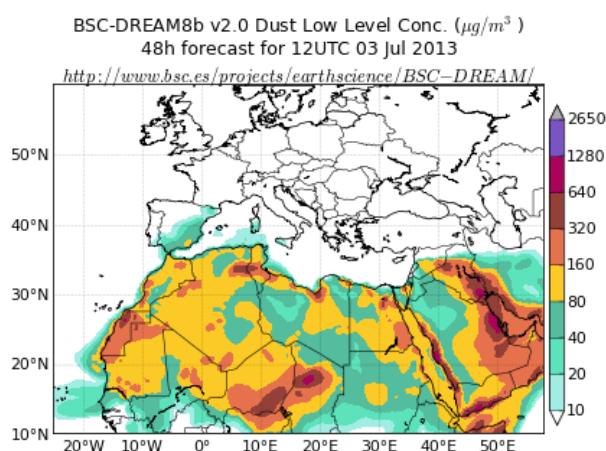 BSC-DREAM8b v2.0 Dust Low Level Conc. (μg/m³ )
48h forecast for 12UTC 03 Jul 2013
http://www.bsc.es/projects/earthscience/BSC−DREAM/
50°N
40°N
30°N
20°N
10°N
20°W
10°W
0°
10°E
20°E
30°E
40°E
50°E
2650
1280
640
320
160
80
40
20
10